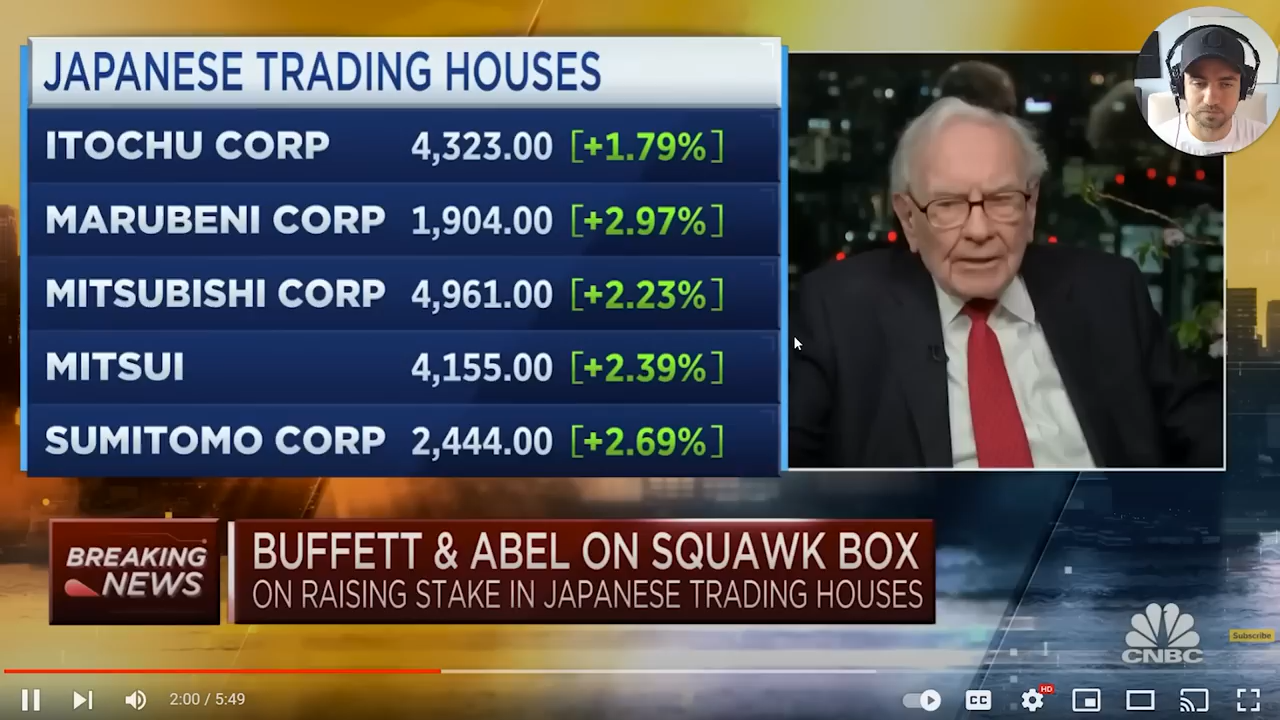 JAPANESE TRADING HOUSES
ITOCHU CORP 4,323.00 [+1.79%]
MARUBENI CORP 1,904.00 [+2.97%]
MITSUBISHI CORP 4,961.00 [+2.23%]
MITSUI 4,155.00 [+2.39%]
SUMITOMO CORP 2,444.00 [+2.69%]
BREAKING NEWS
BUFFETT & ABEL ON SQUAWK BOX
ON RAISING STAKE IN JAPANESE TRADING HOUSES
CNBC
Subscribe
2:00 / 5:49
CC
HD